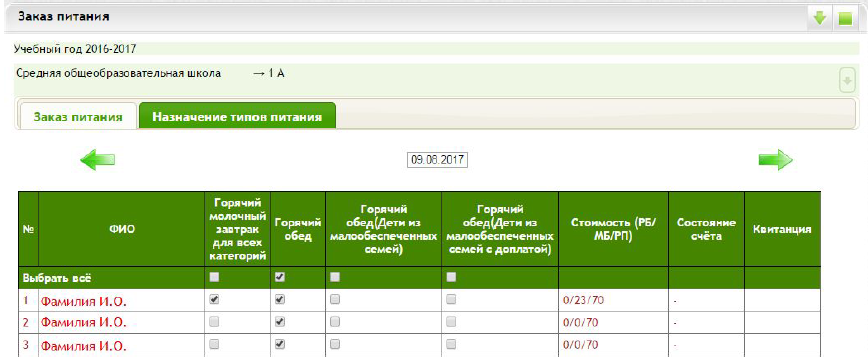 Заказ питания
Учебный год 2016-2017
Средняя общеобразовательная школа → 1 А
Заказ питания Назначение типов питания
09.08.2017
№ ФИО Горячий молочный завтрак для всех категорий Горячий обед Горячий обед(Дети из малообеспеченных семей) Горячий обед(Дети из малообеспеченных семей с доплатой) Стоимость (РБ/МБ/РП) Состояние счёта Квитанция
Выбрать всё
1 Фамилия И.О. 0/23/70 -
2 Фамилия И.О. 0/0/70 -
3 Фамилия И.О. 0/0/70 -